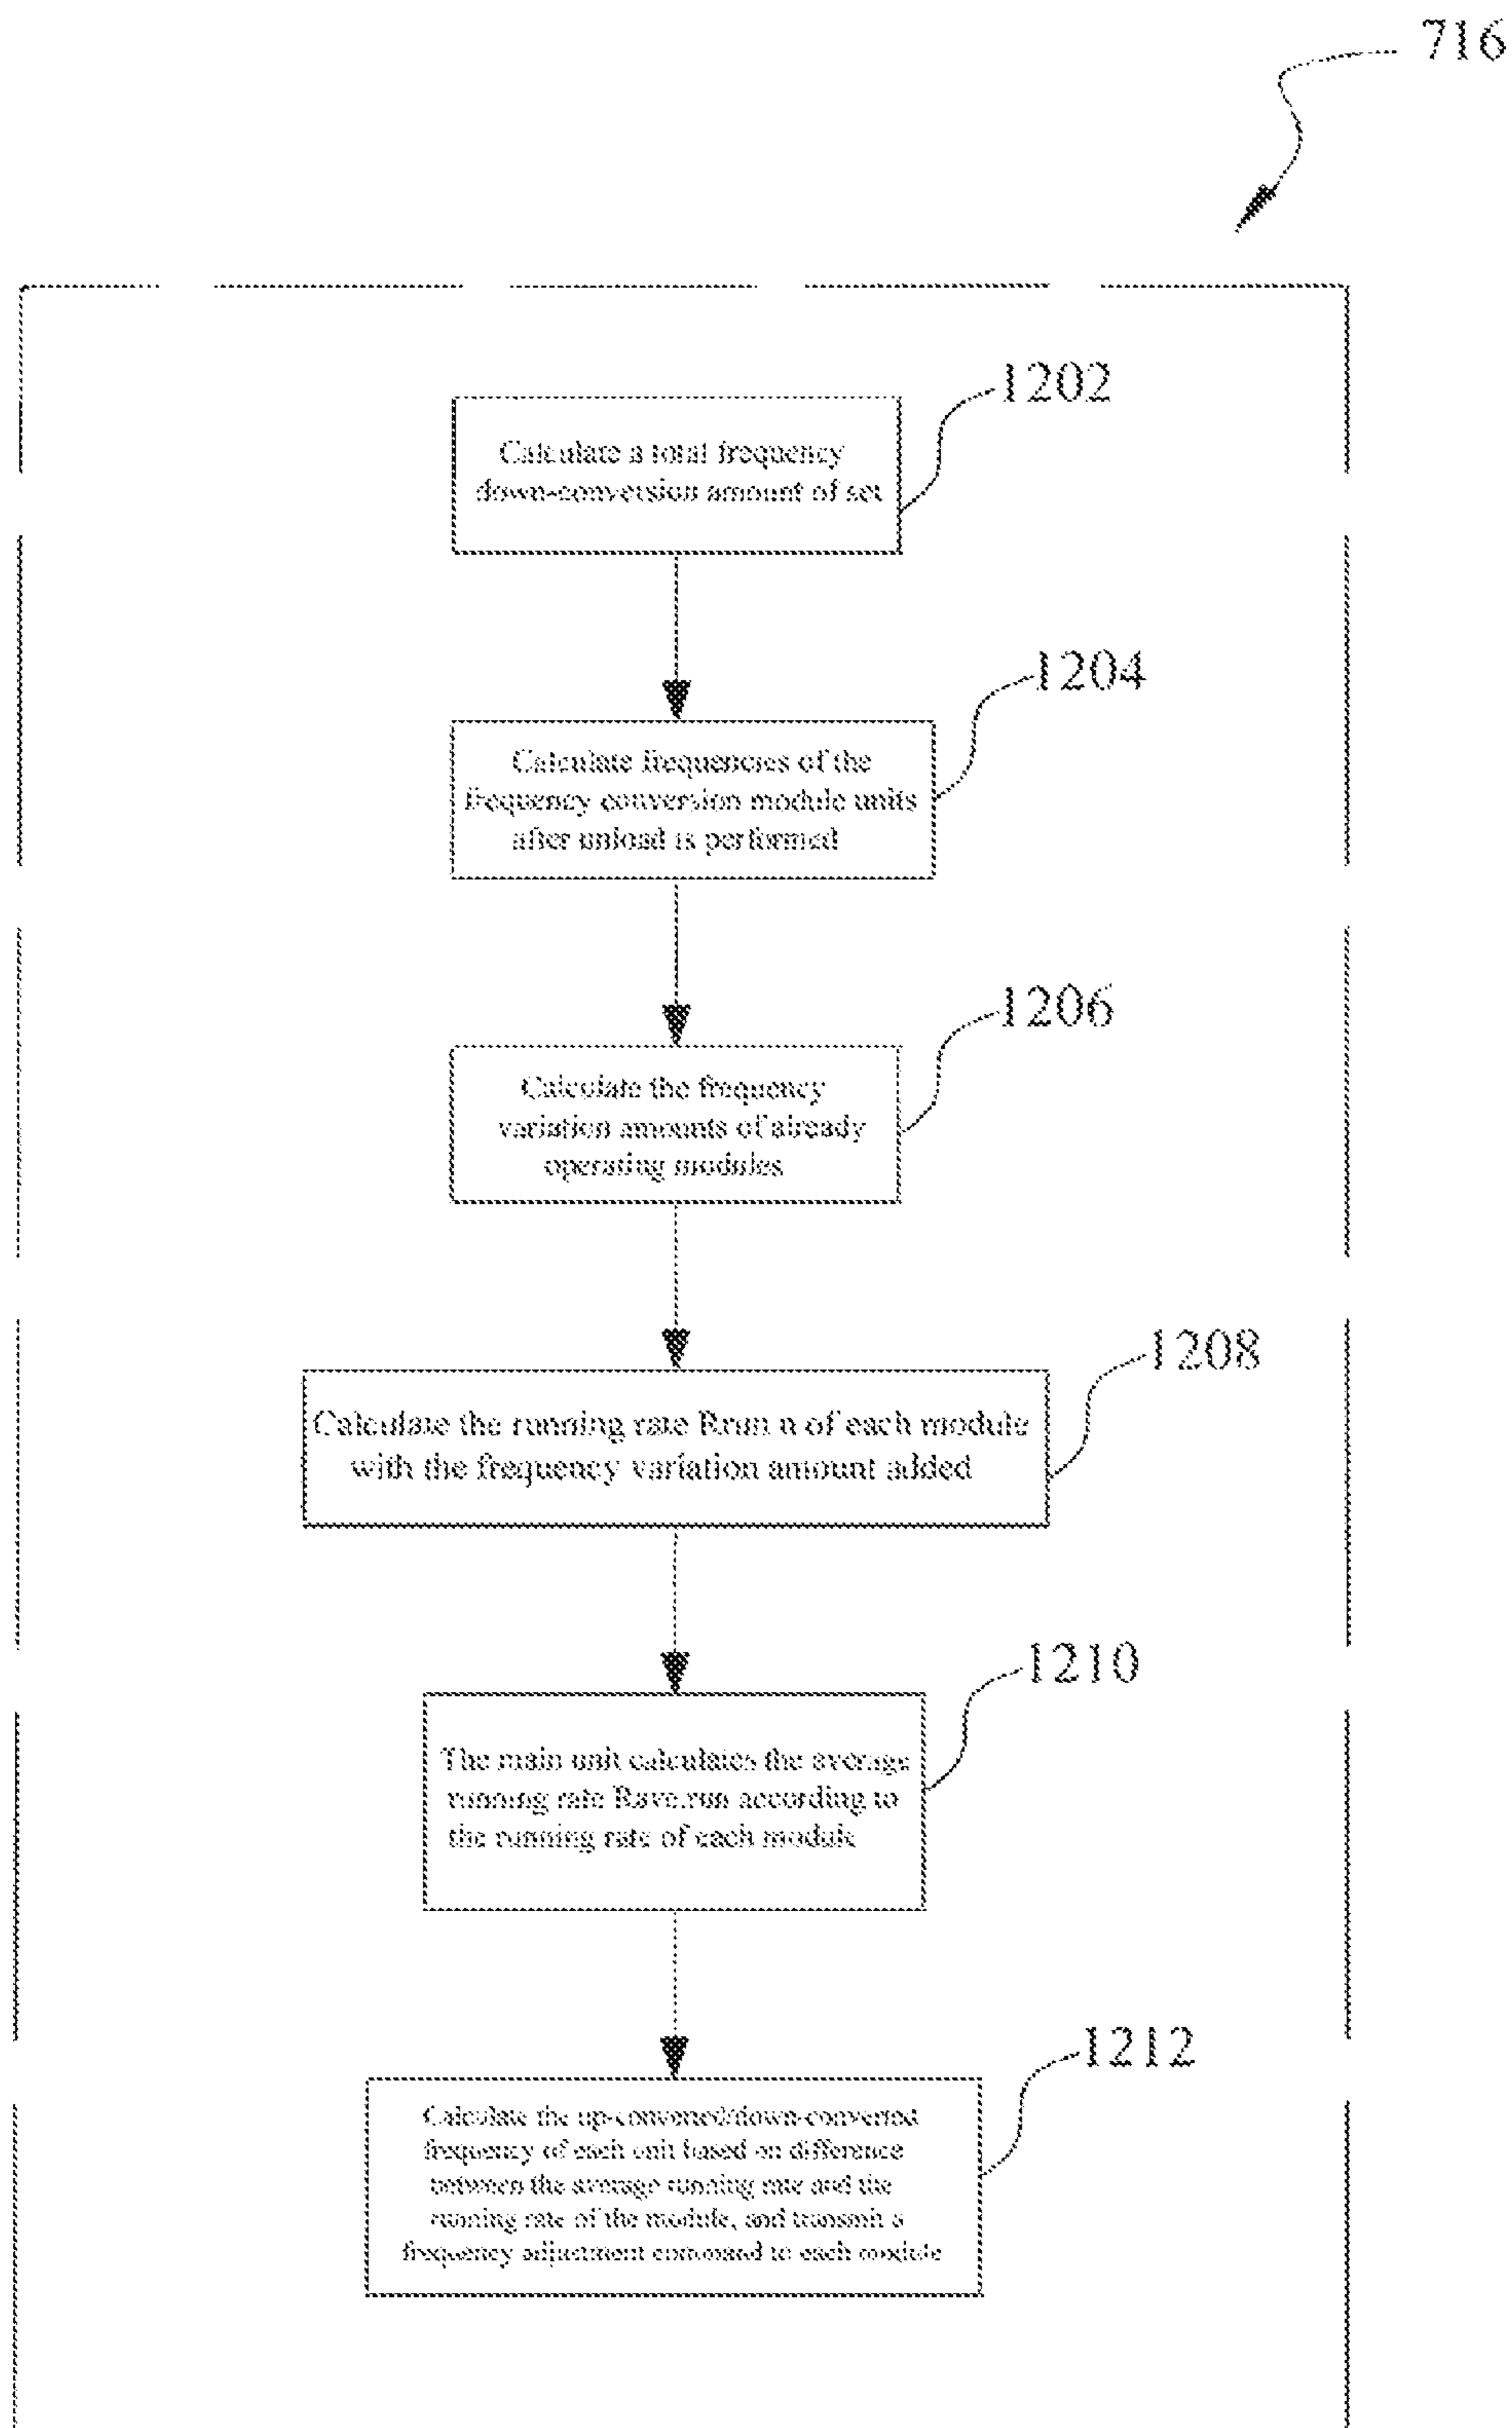 716
1202
Calculate a total frequency
down-conversion amount of set
1204
Calculate frequencies of the
frequency conversion module units
after unload is performed
1206
Calculate the frequency
variation amounts of already
operating modules
1208
Calculate the running rate Rrun n of each module
with the frequency variation amount added
1210
The main unit calculates the average
running rate Rave.run according to
the running rate of each module
1212
Calculate the up-converted/down-converted
frequency of each unit based on difference
between the average running rate and the
running rate of the module, and transmit a
frequency adjustment command to each module